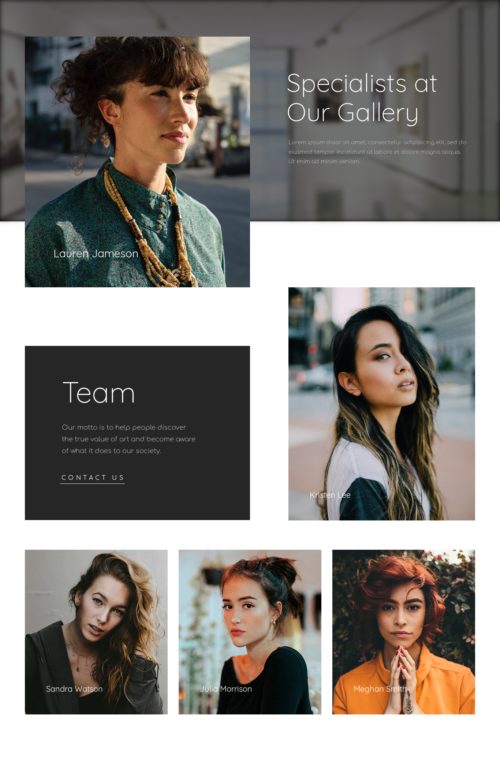 Specialists at
Our Gallery
Lorem ipsum dolor sit amet, consectetur adipiscing elit, sed do
eiusmod tempor incididunt ut labore et dolore magna aliqua.
Ut enim ad minim veniam.
Lauren Jameson
Team
Our motto is to help people discover
the true value of art and become aware
of what it does to our society.
CONTACT US
Kristen Lee
Sandra Watson
Julia Morrison
Meghan Smith